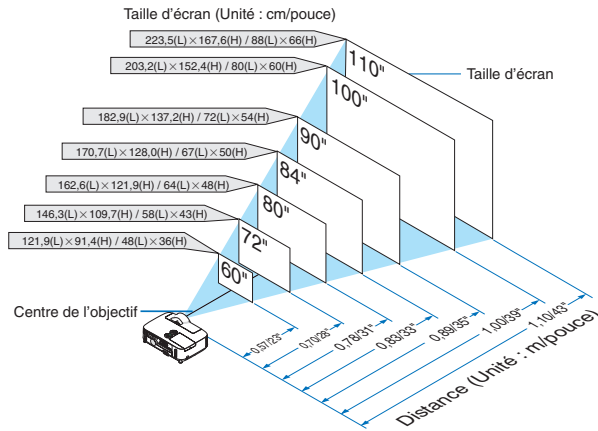 Taille d'écran (Unité : cm/pouce)
223,5(L)×167,6(H) / 88(L)×66(H)
203,2(L)×152,4(H) / 80(L)×60(H)
182,9(L)×137,2(H) / 72(L)×54(H)
170,7(L)×128,0(H) / 67(L)×50(H)
162,6(L)×121,9(H) / 64(L)×48(H)
146,3(L)×109,7(H) / 58(L)×43(H)
121,9(L)×91,4(H) / 48(L)×36(H)
110"
100"
90"
84"
80"
72"
60"
Taille d'écran
Centre de l'objectif
0,57/23"
0,70/28"
0,78/31"
0,83/33"
0,89/35"
1,00/39"
1,10/43"
Distance (Unité : m/pouce)